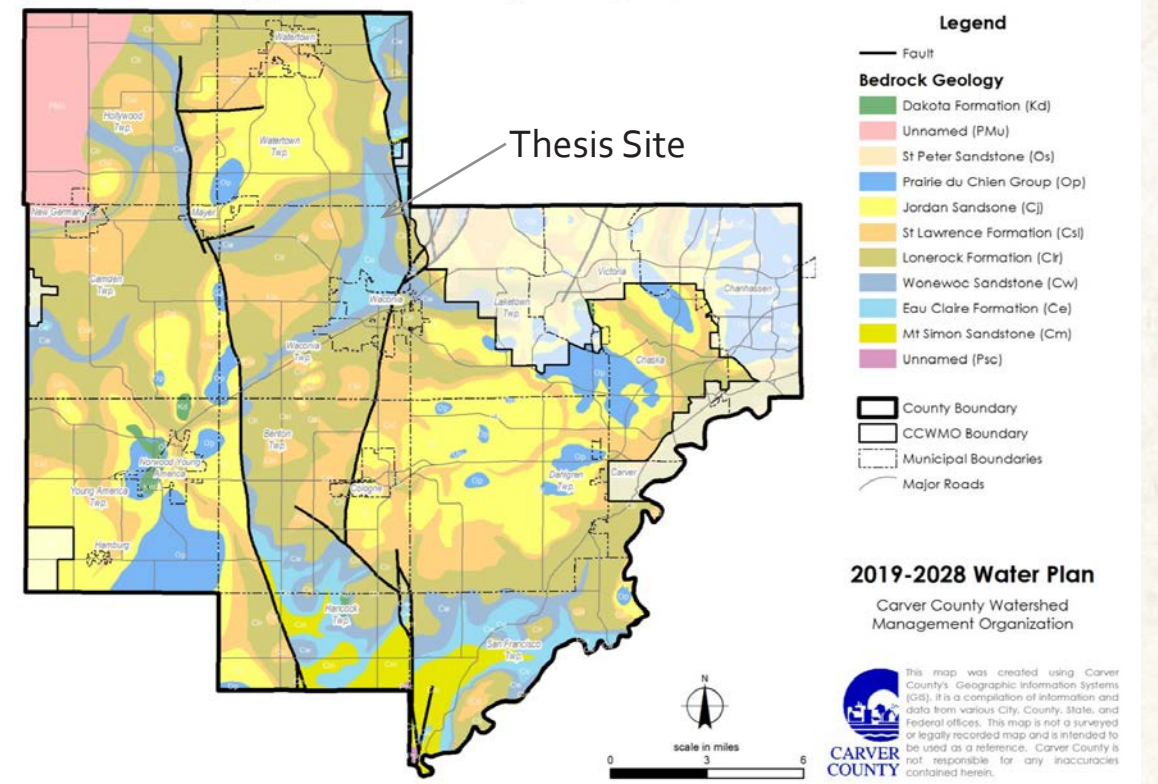 Watertown
Hollywood
Twp.
Watertown
Twp.
Thesis Site
New Germany
Mayer
Camden
Twp.
Waconia
Laketown
Twp.
Victoria
Chanhassen
Waconia
Twp.
Chaska
Benton
Twp.
Norwood Young
America
Young America
Twp.
Cologne
Dahlgren
Twp.
Carver
Hamburg
Hancock
Twp.
San Francisco
Twp.
Legend
Fault
Bedrock Geology
Dakota Formation (Kd)
Unnamed (PMu)
St Peter Sandstone (Os)
Prairie du Chien Group (Op)
Jordan Sandsone (Cj)
St Lawrence Formation (Csl)
Lonerock Formation (Clr)
Wonewoc Sandstone (Cw)
Eau Claire Formation (Ce)
Mt Simon Sandstone (Cm)
Unnamed (Psc)
County Boundary
CCWMO Boundary
Municipal Boundaries
Major Roads
2019-2028 Water Plan
Carver County Watershed
Management Organization
N
scale in miles
0 3 6
CARVER
COUNTY
This map was created using Carver
County's Geographic Information Systems
(GIS), it is a compilation of information and
data from various City, County, State, and
Federal offices. This map is not a surveyed
or legally recorded map and is intended to
be used as a reference. Carver County is
not responsible for any inaccuracies
contained herein.